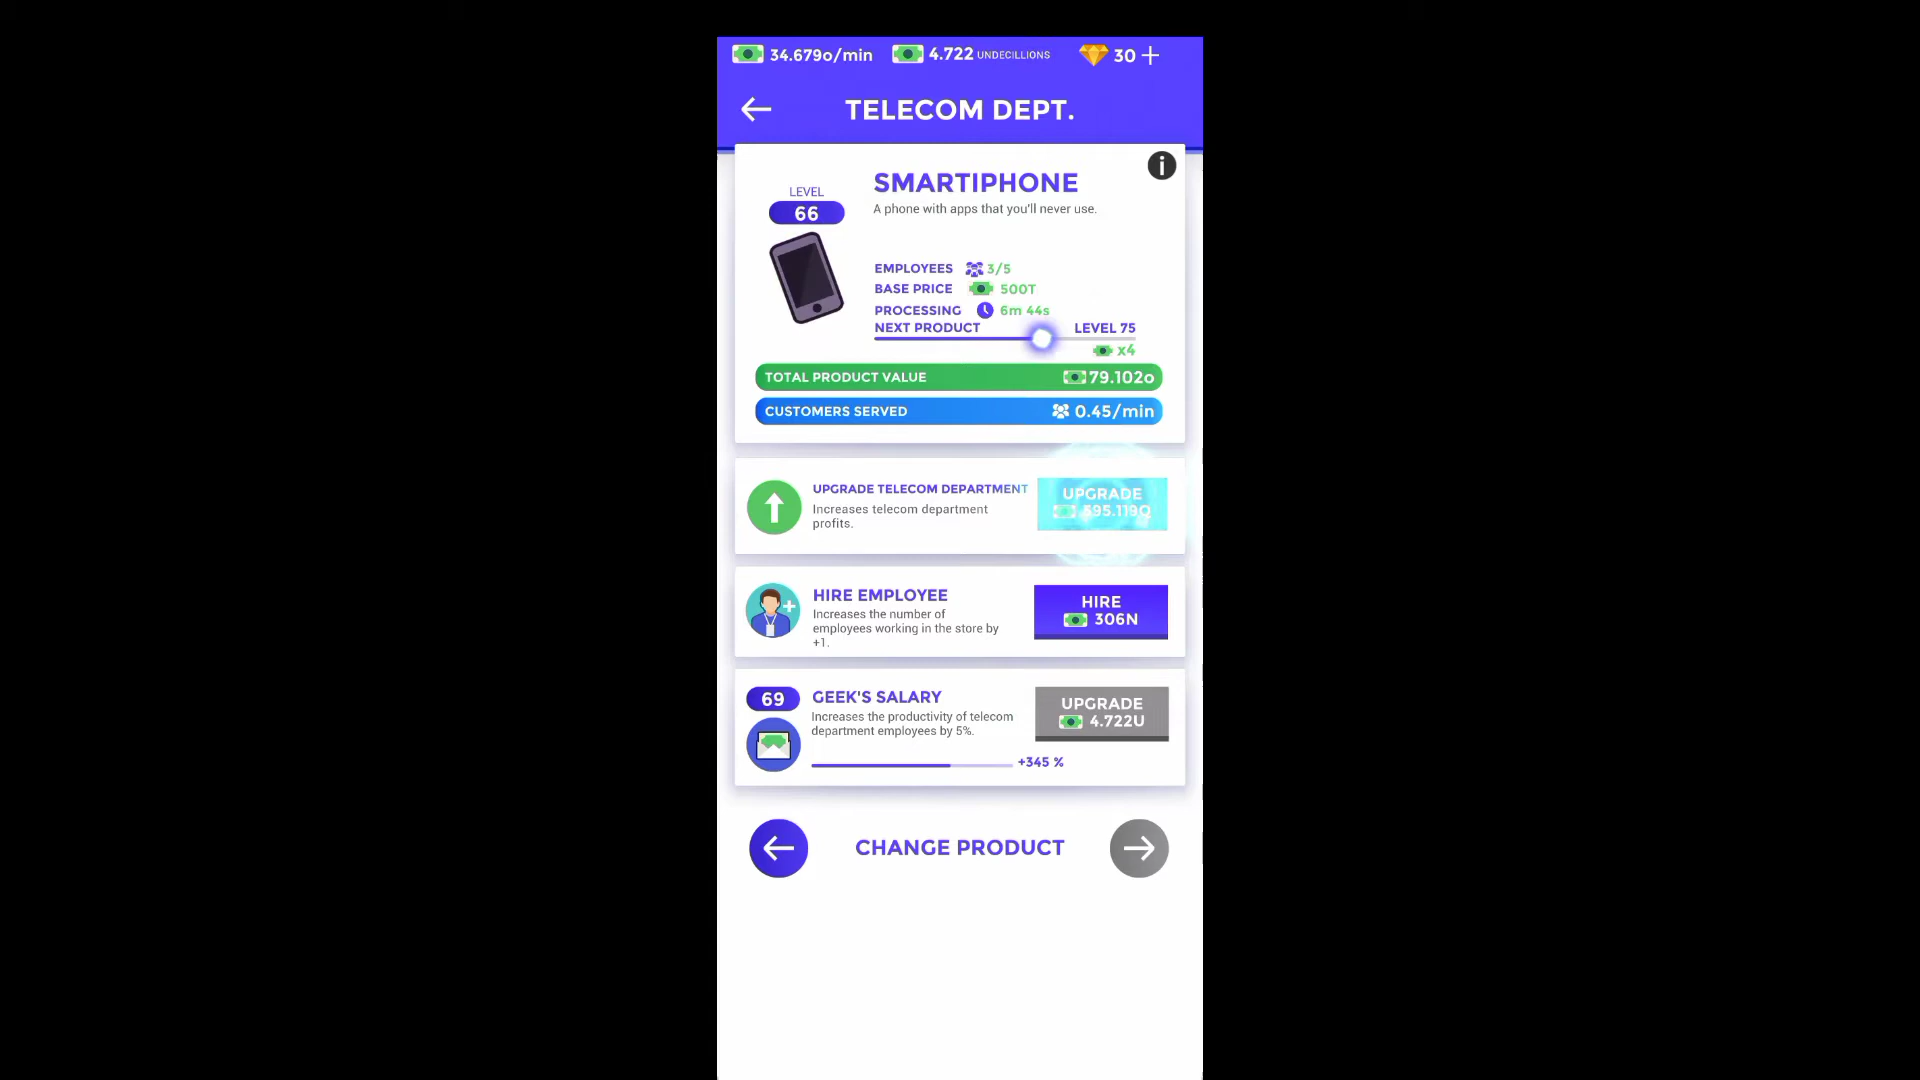 34.679o/min 4.722 UNDECILLIONS 30
TELECOM DEPT.
LEVEL
66
SMARTIPHONE
A phone with apps that you'll never use.
EMPLOYEES 3/5
BASE PRICE 500T
PROCESSING 6m 44s
NEXT PRODUCT LEVEL 75
x4
TOTAL PRODUCT VALUE 79.102o
CUSTOMERS SERVED 0.45/min
UPGRADE TELECOM DEPARTMENT
Increases telecom department
profits.
UPGRADE
595.119Q
HIRE EMPLOYEE
Increases the number of
employees working in the store by
+1.
HIRE
306N
69
GEEK'S SALARY
Increases the productivity of telecom
department employees by 5%.
+345 %
UPGRADE
4.722U
CHANGE PRODUCT